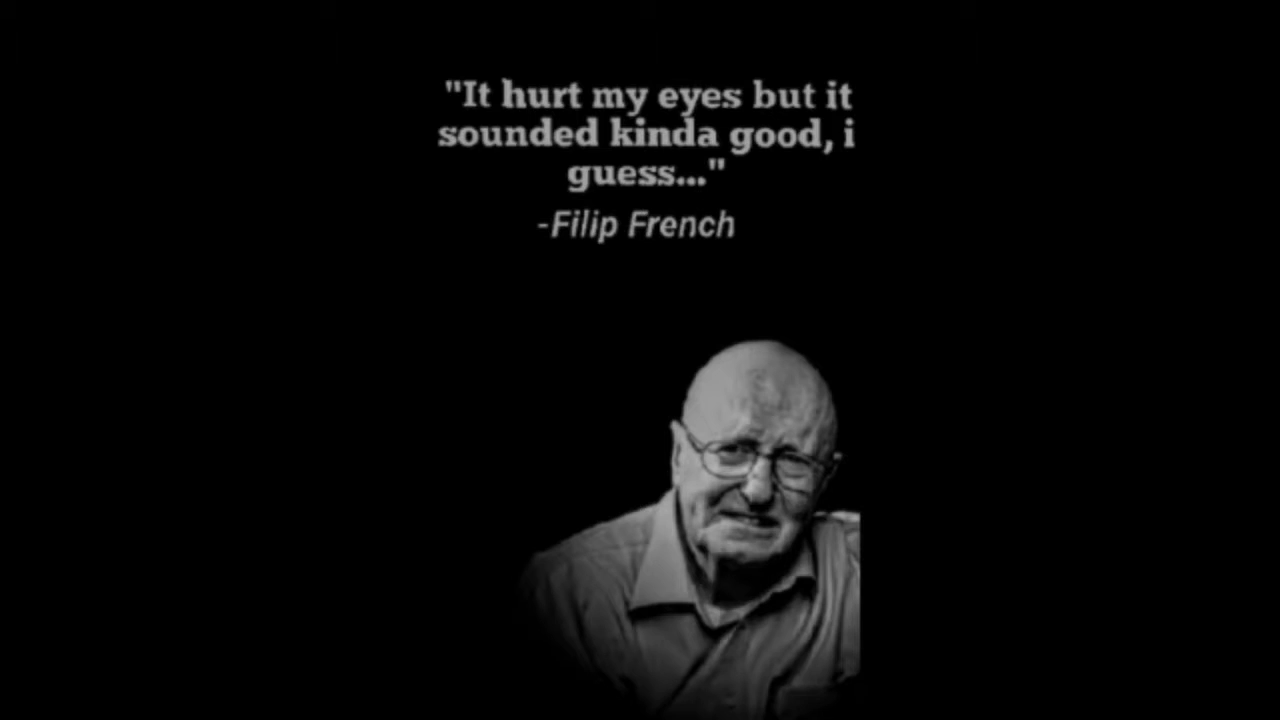 "It hurt my eyes but it
sounded kinda good, i
guess..."
-Filip French